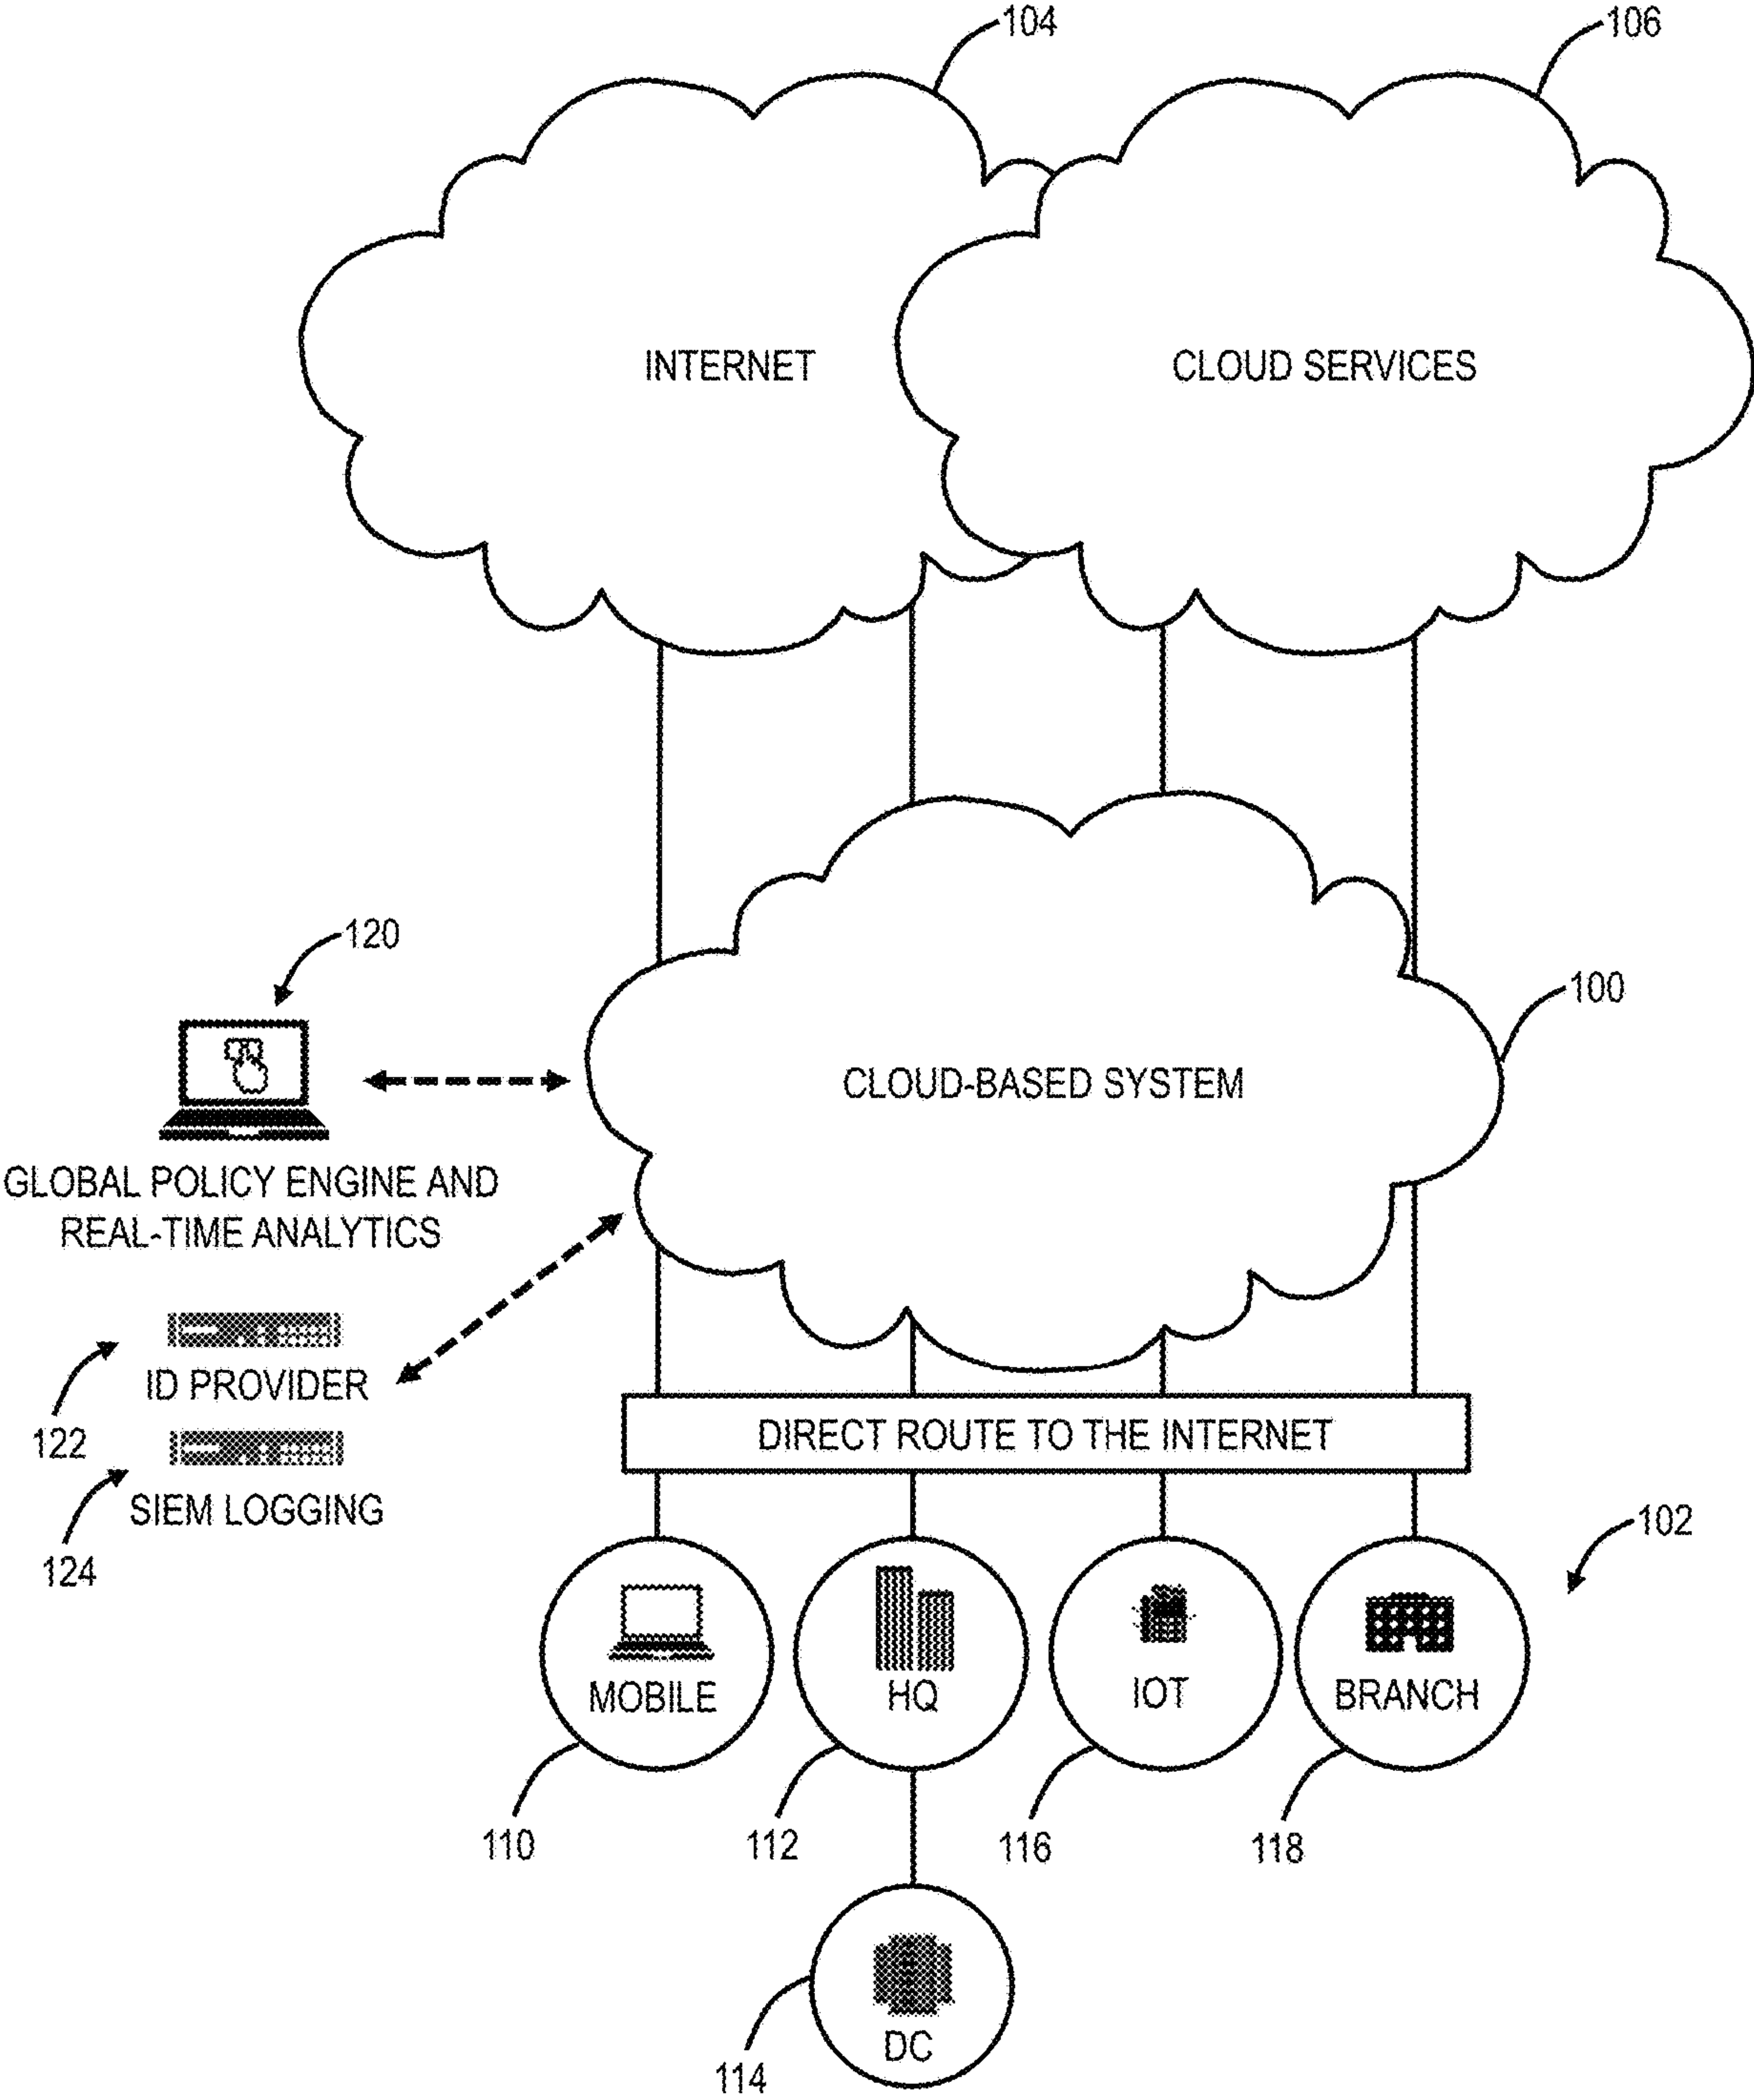 104
106
INTERNET
CLOUD SERVICES
120
100
CLOUD-BASED SYSTEM
GLOBAL POLICY ENGINE AND
REAL-TIME ANALYTICS
ID PROVIDER
122
DIRECT ROUTE TO THE INTERNET
SIEM LOGGING
124
102
MOBILE
HQ
IOT
BRANCH
110
112
116
118
DC
114